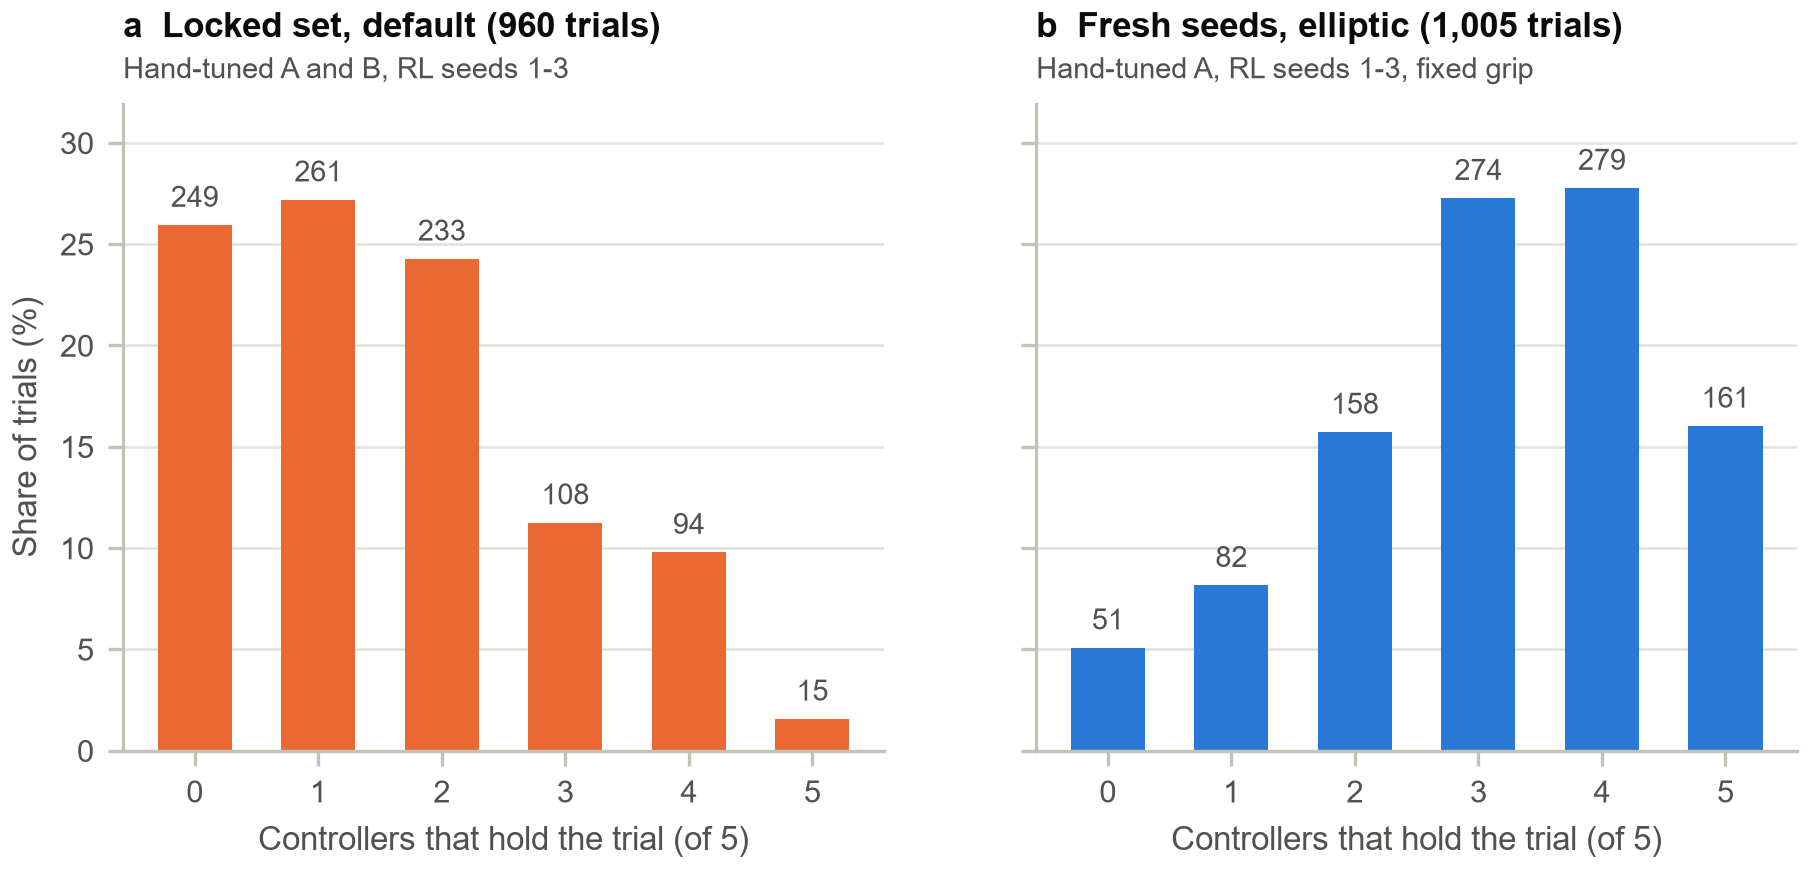 a Locked set, default (960 trials)
Hand-tuned A and B, RL seeds 1-3
Share of trials (%)
30
25
20
15
10
5
0
249
261
233
108
94
15
0 1 2 3 4 5
Controllers that hold the trial (of 5)
b Fresh seeds, elliptic (1,005 trials)
Hand-tuned A, RL seeds 1-3, fixed grip
51
82
158
274
279
161
0 1 2 3 4 5
Controllers that hold the trial (of 5)